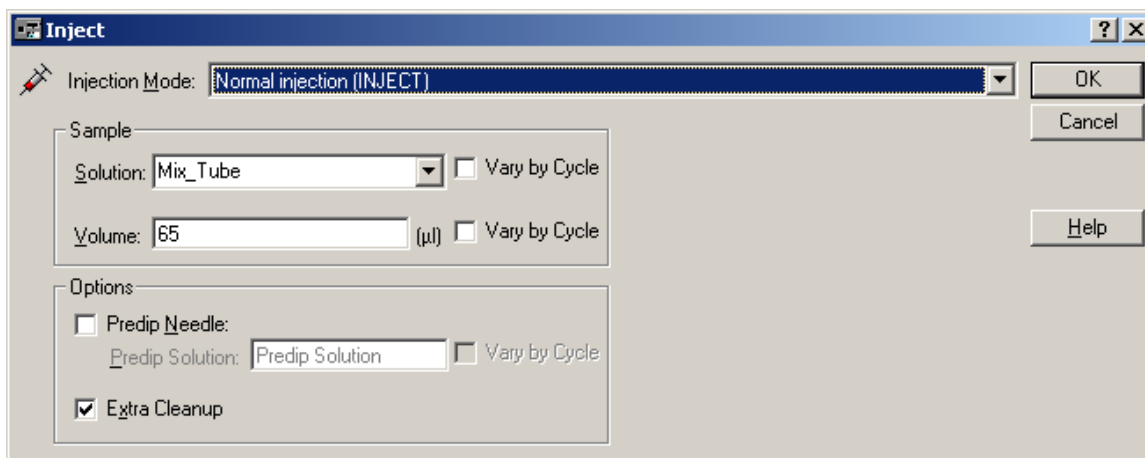 Inject
? X
Injection Mode: Normal injection (INJECT) OK
Cancel
Sample
Solution: Mix_Tube Vary by Cycle
Volume: 65 (µl) Vary by Cycle Help
Options
Predip Needle:
Predip Solution: Predip Solution Vary by Cycle
Extra Cleanup